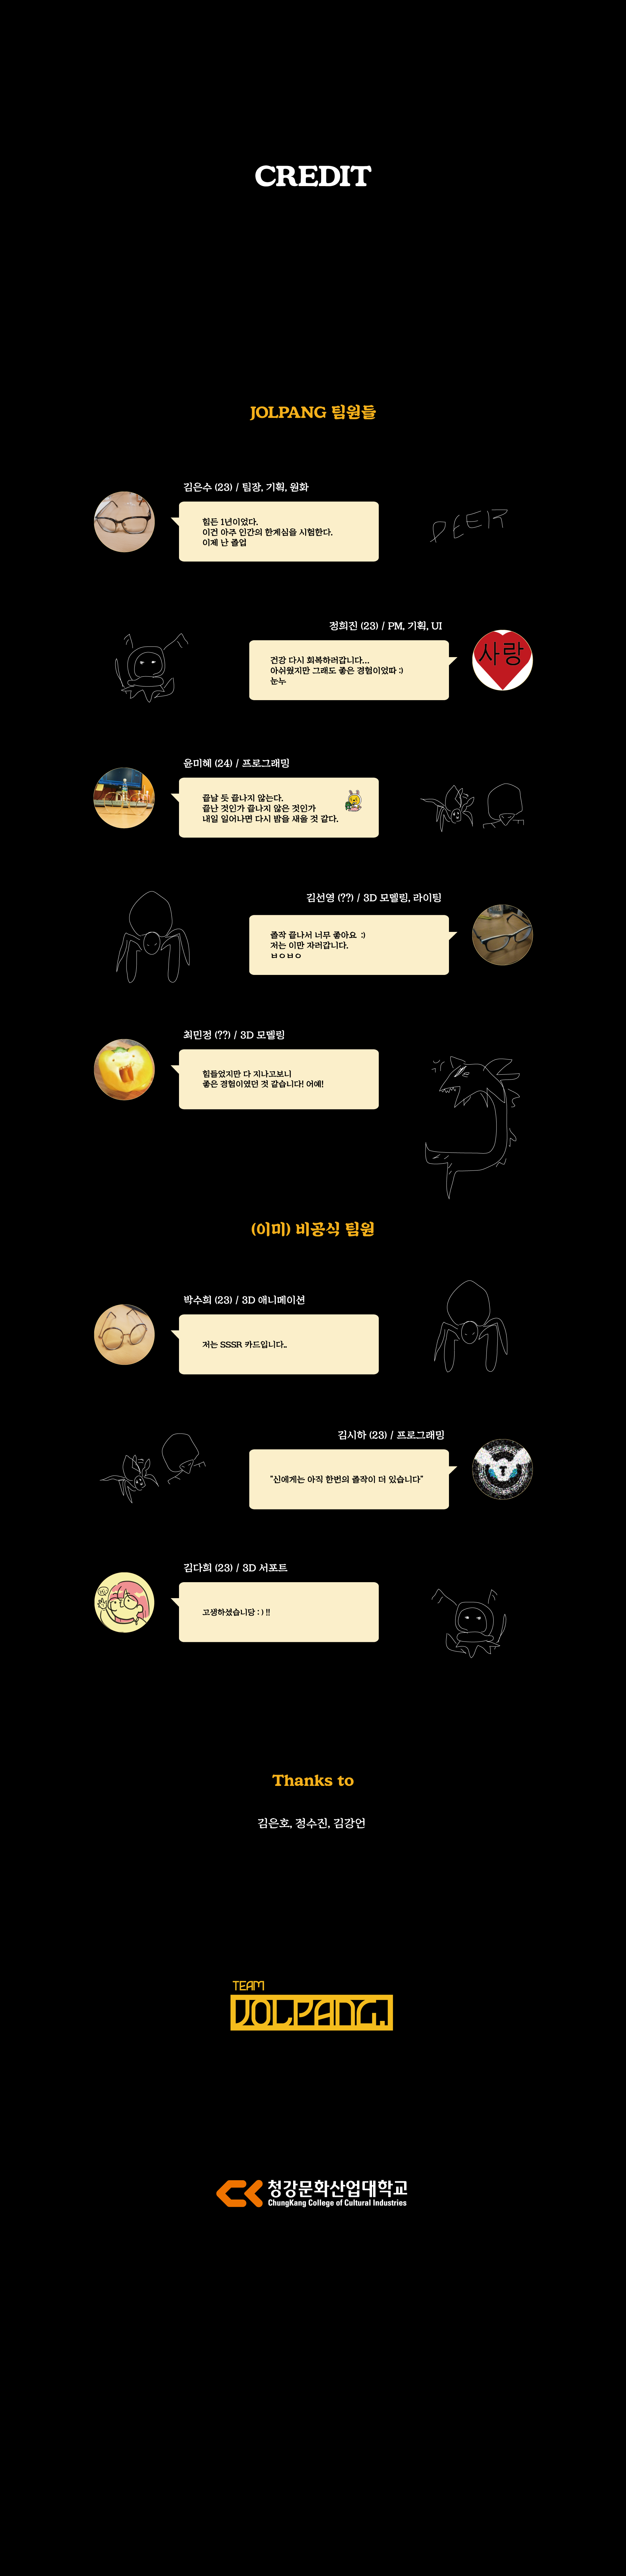 CREDIT
JOLPANG 팀원들
김은수 (23) / 팀장, 기획, 원화
힘든 1년이었다.
이건 아주 인간의 한계심을 시험한다.
이제 난 졸업
DEER
정희진 (23) / PM, 기획, UI
건강 다시 회복하러갑니다...
아쉬웠지만 그래도 좋은 경험이었따 :)
눈누
사랑
윤미혜 (24) / 프로그래밍
끝날 듯 끝나지 않는다.
끝난 것인가 끝나지 않은 것인가
내일 일어나면 다시 밤을 새울 것 같다.
김선영 (??) / 3D 모델링, 라이팅
졸작 끝나서 너무 좋아요 :)
저는 이만 자러갑니다.
ㅂㅇㅂㅇ
최민정 (??) / 3D 모델링
힘들었지만 다 지나고보니
좋은 경험이였던 것 같습니다! 어예!
(이미) 비공식 팀원
박수희 (23) / 3D 애니메이션
저는 SSSR 카드입니다..
김시하 (23) / 프로그래밍
"신에게는 아직 한번의 졸작이 더 있습니다"
김다희 (23) / 3D 서포트
고생하셨습니당 : ) !!
Thanks to
김은호, 정수진, 김강언
TEAM
JOLPANG.
청강문화산업대학교
ChungKang College of Cultural Industries